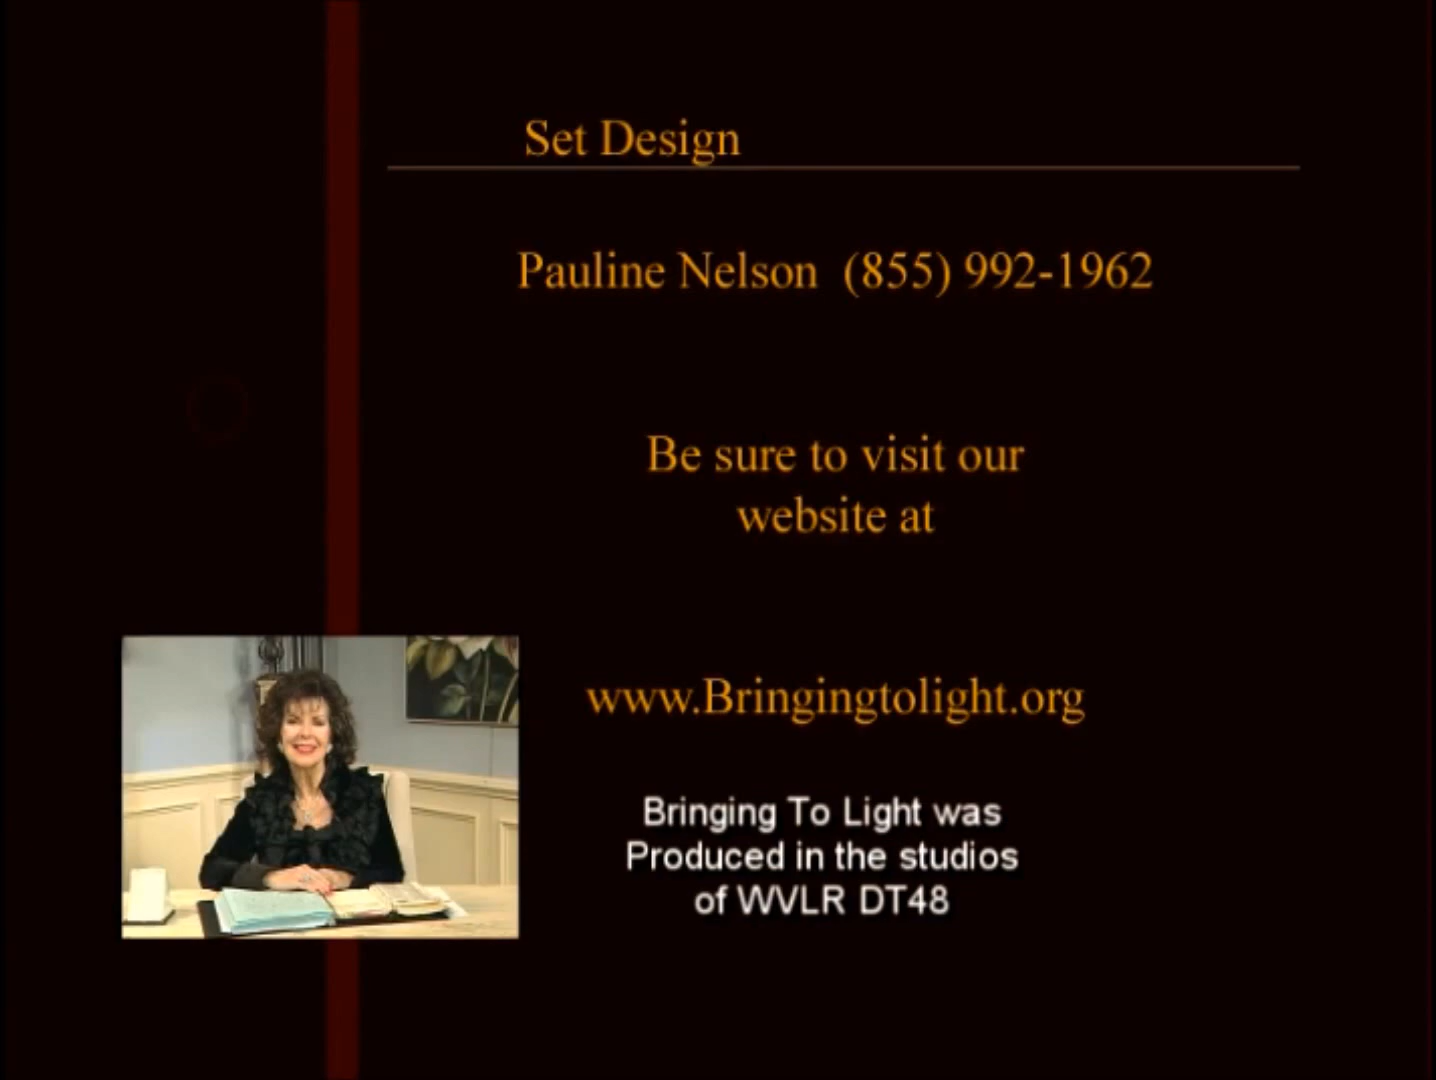 Set Design
Pauline Nelson (855) 992-1962
Be sure to visit our
website at
www.Bringingtolight.org
Bringing To Light was
Produced in the studios
of WVLR DT48